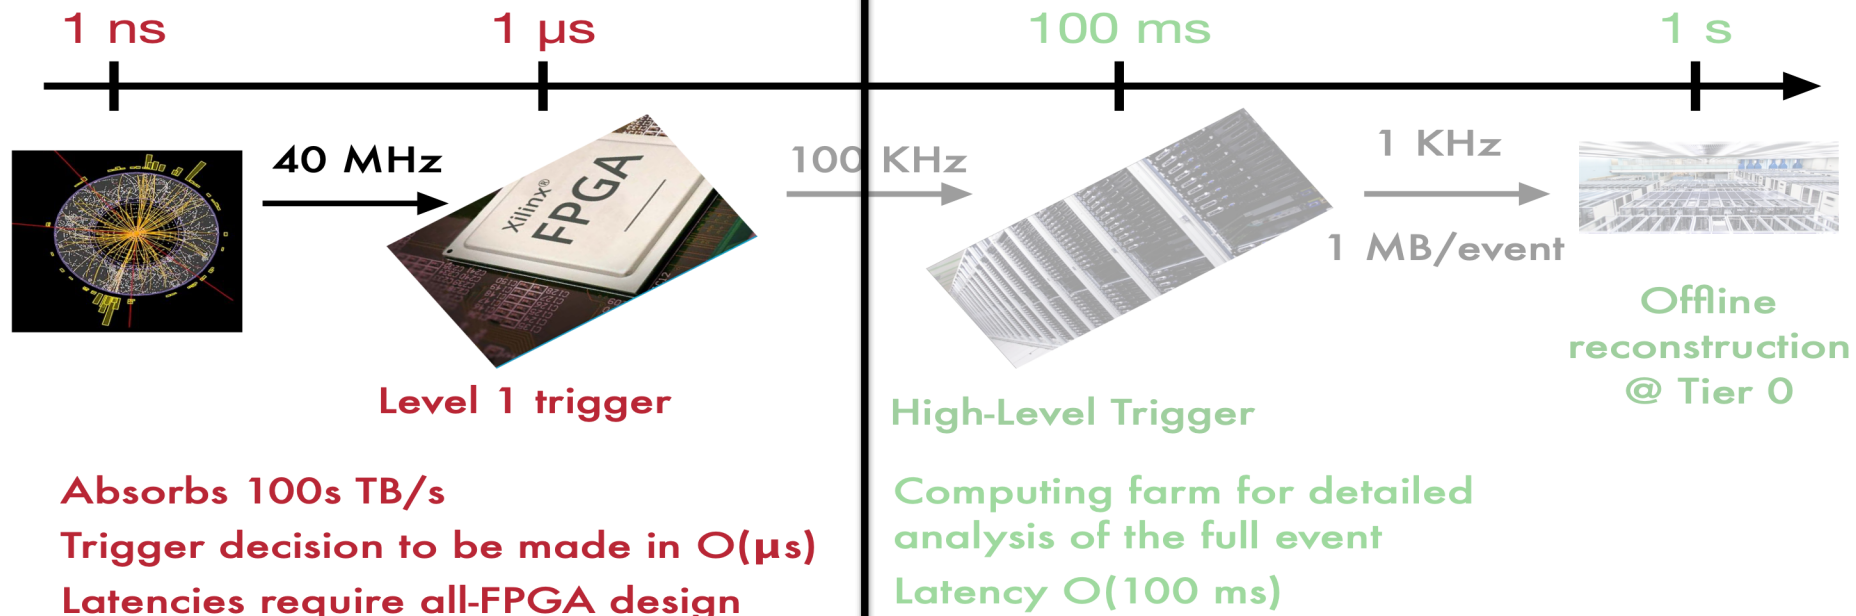 1 ns
1 µs
100 ms
1 s
40 MHz
100 KHz
1 KHz
1 MB/event
Xilinx®
FPGA
Level 1 trigger
High-Level Trigger
Offline
reconstruction
@ Tier 0
Absorbs 100s TB/s
Trigger decision to be made in O(µs)
Latencies require all-FPGA design
Computing farm for detailed
analysis of the full event
Latency O(100 ms)